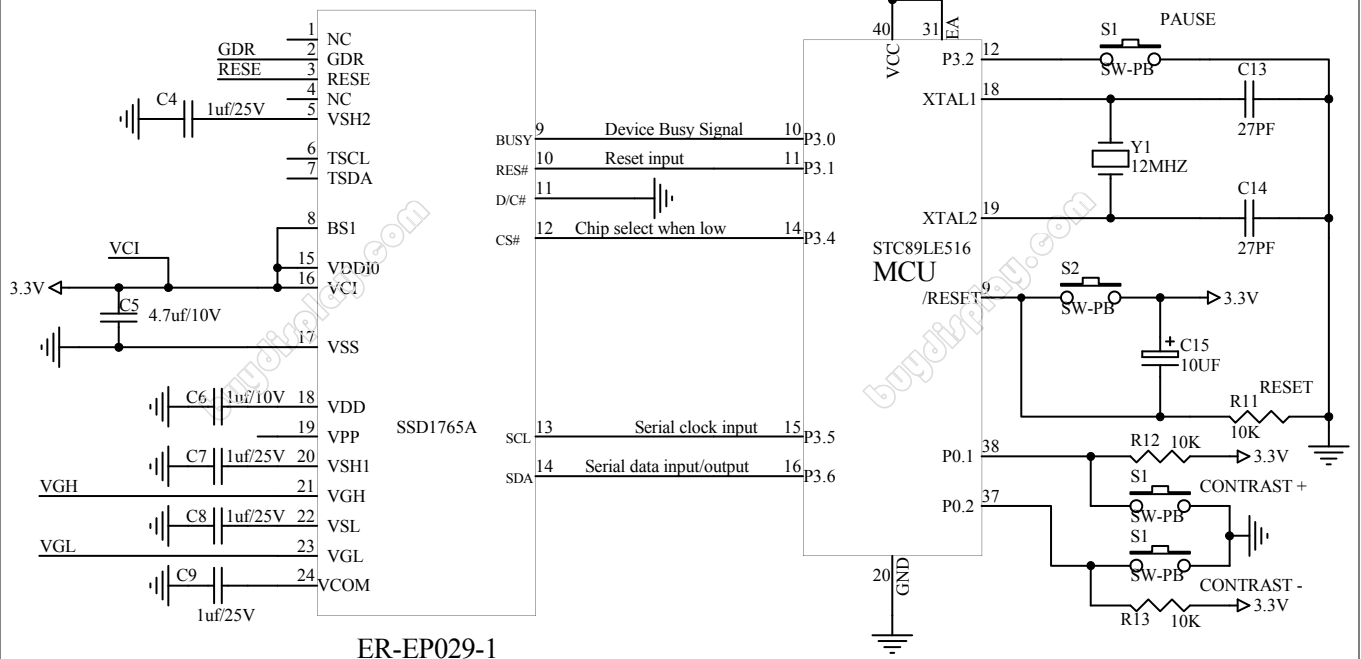 1 NC
GDR 2 GDR
RESE 3 RESE
4 NC
C4 1uf/25V 5 VSH2
6 TSCL
7 TSDA
8 BS1
VCI
15 VDDI0
3.3V 16 VCI
C5
4.7uf/10V
17 VSS
C6 1uf/10V 18 VDD
19 VPP
C7 1uf/25V 20 VSH1
VGH 21 VGH
C8 1uf/25V 22 VSL
VGL 23 VGL
C9 24 VCOM
1uf/25V
SSD1765A
ER-EP029-1
BUSY 9 Device Busy Signal 10 P3.0
RES# 10 Reset input 11 P3.1
D/C# 11
CS# 12 Chip select when low 14 P3.4
SCL 13 Serial clock input 15 P3.5
SDA 14 Serial data input/output 16 P3.6
40 VCC
31 EA
STC89LE516
MCU
20 GND
P3.2 12
S1 PAUSE
SW-PB
XTAL1 18
C13
27PF
Y1
12MHZ
XTAL2 19
C14
27PF
/RESET 9
S2
SW-PB
3.3V
C15
+
10UF
RESET
R11
10K
P0.1 38
R12 10K 3.3V
S1 CONTRAST +
SW-PB
P0.2 37
S1
SW-PB
CONTRAST -
R13 10K 3.3V
buydisplay.com
buydisplay.com